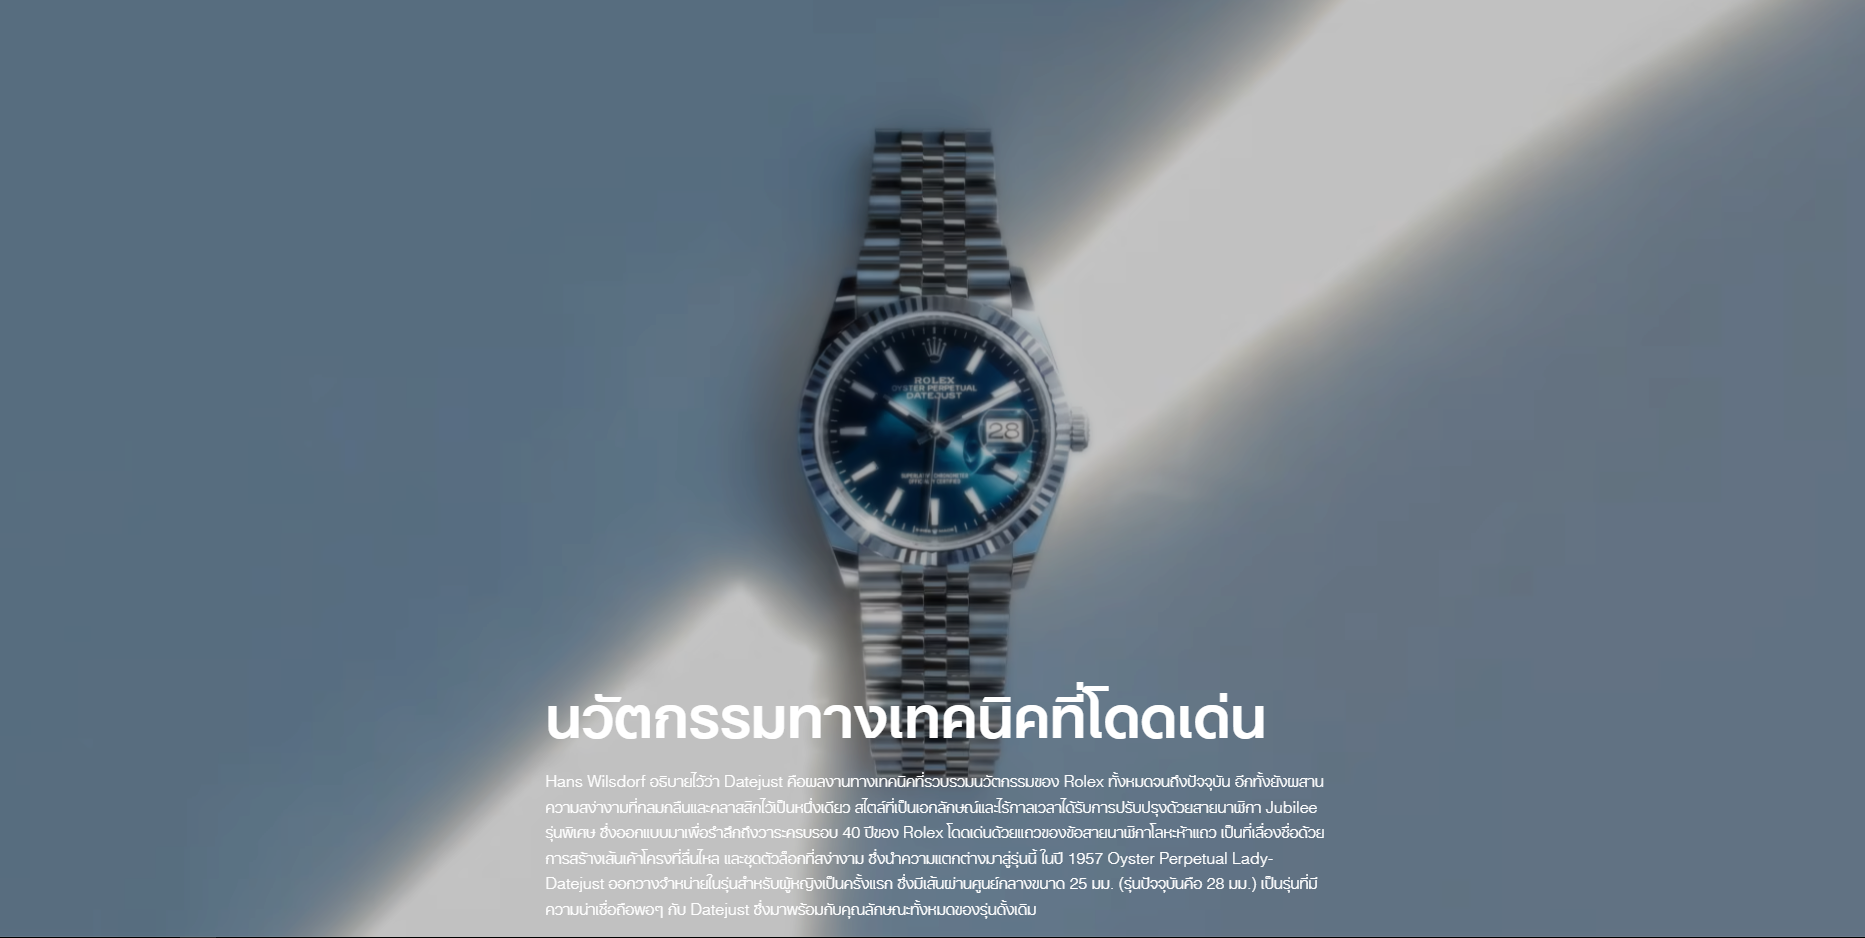 ROLEX
OYSTER PERPETUAL
DATEJUST
28
SUPERLATIVE CHRONOMETER
OFFICIALLY CERTIFIED
นวัตกรรมทางเทคนิคที่โดดเด่น
Hans Wilsdorf อธิบายไว้ว่า Datejust คือผลงานทางเทคนิคที่รวบรวมนวัตกรรมของ Rolex ทั้งหมดจนถึงปัจจุบัน อีกทั้งยังผสาน
ความสง่างามที่กลมกลืนและคลาสสิกไว้เป็นหนึ่งเดียว สไตล์ที่เป็นเอกลักษณ์และไร้กาลเวลาได้รับการปรับปรุงด้วยสายนาฬิกา Jubilee
รุ่นพิเศษ ซึ่งออกแบบมาเพื่อรำลึกถึงวาระครบรอบ 40 ปีของ Rolex โดดเด่นด้วยแถวของข้อสายนาฬิกาโลหะห้าแถว เป็นที่เลื่องชื่อด้วย
การสร้างเส้นเค้าโครงที่ลื่นไหล และชุดตัวล็อกที่สง่างาม ซึ่งนำความแตกต่างมาสู่รุ่นนี้ ในปี 1957 Oyster Perpetual Lady-
Datejust ออกวางจำหน่ายในรุ่นสำหรับผู้หญิงเป็นครั้งแรก ซึ่งมีเส้นผ่านศูนย์กลางขนาด 25 มม. (รุ่นปัจจุบันคือ 28 มม.) เป็นรุ่นที่มี
ความน่าเชื่อถือพอๆ กับ Datejust ซึ่งมาพร้อมกับคุณลักษณะทั้งหมดของรุ่นดั้งเดิม